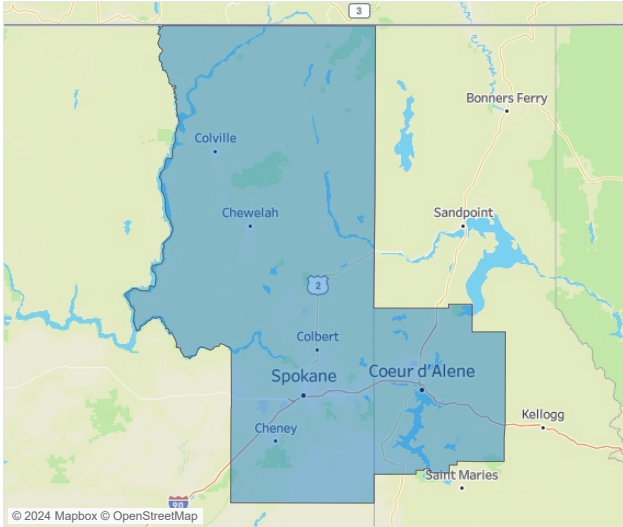 3
Bonners Ferry
Colville
Chewelah
Sandpoint
2
Colbert
Spokane
Coeur d'Alene
Cheney
Kellogg
Saint Maries
90
© 2024 Mapbox © OpenStreetMap